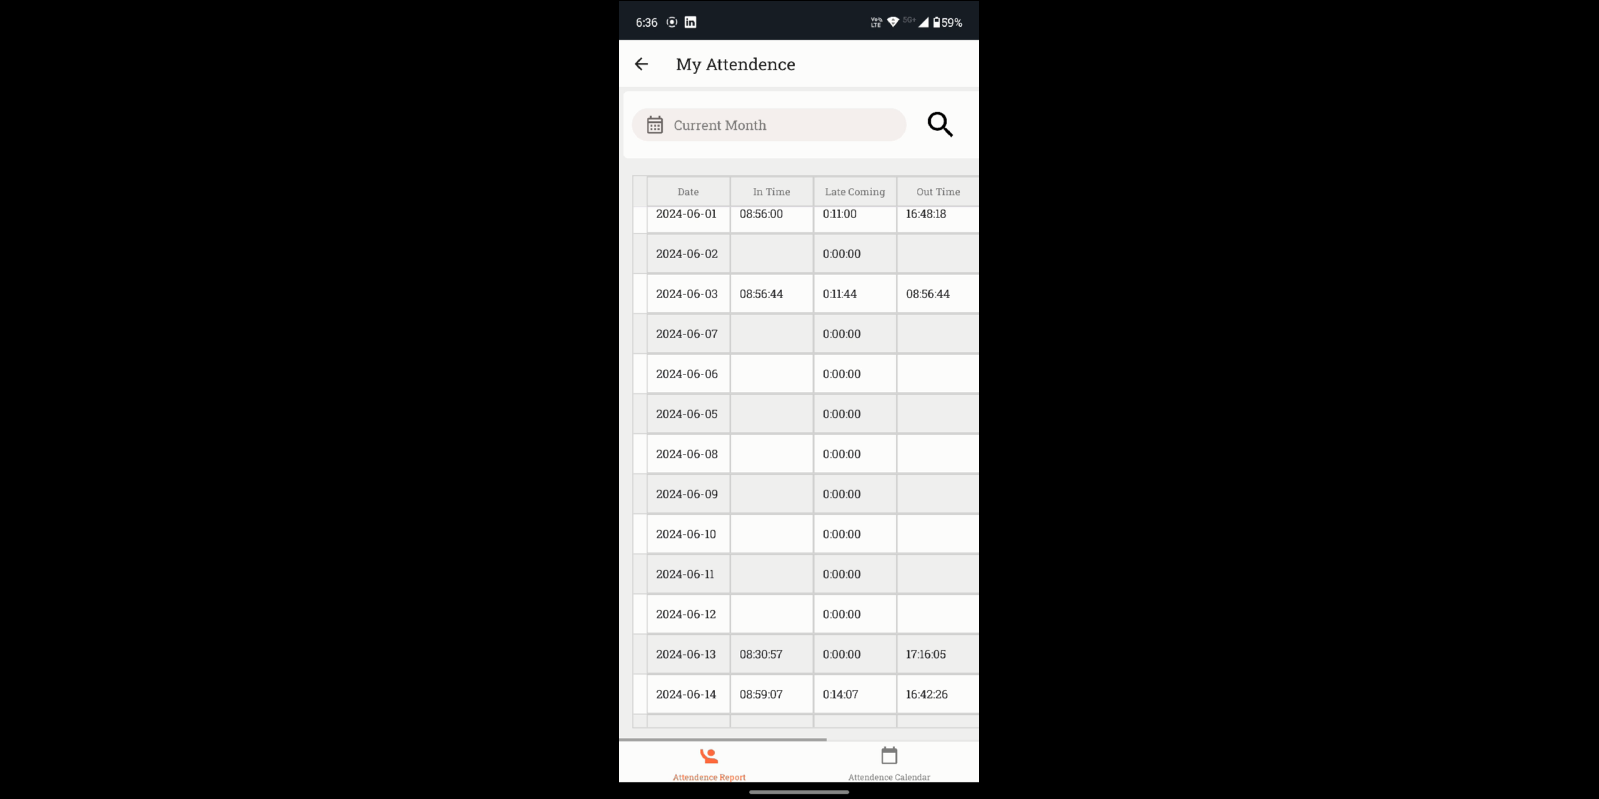 6:36 in Vo)) LTE 5G+ 59%
My Attendence
Current Month
Date In Time Late Coming Out Time
2024-06-01 08:56:00 0:11:00 16:48:18
2024-06-02 0:00:00
2024-06-03 08:56:44 0:11:44 08:56:44
2024-06-07 0:00:00
2024-06-06 0:00:00
2024-06-05 0:00:00
2024-06-08 0:00:00
2024-06-09 0:00:00
2024-06-10 0:00:00
2024-06-11 0:00:00
2024-06-12 0:00:00
2024-06-13 08:30:57 0:00:00 17:16:05
2024-06-14 08:59:07 0:14:07 16:42:26
Attendence Report Attendence Calendar